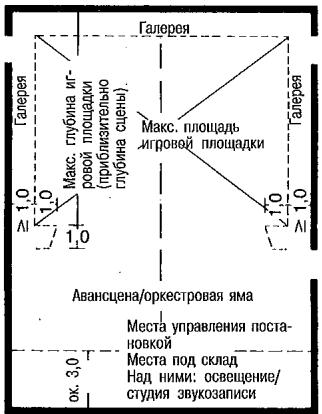 Галерея
Галерея
Макс. глубина иг-
ровой площадки
(приблизительно
глубина сцены).
Макс. площадь
игровой площадки
Галерея
≥ 1,0
1,0
1,0
1,0
≥ 1,0
Авансцена/оркестровая яма
Места управления поста-
новкой
Места под склад
Над ними: освещение/
студия звукозаписи
ок. 3,0